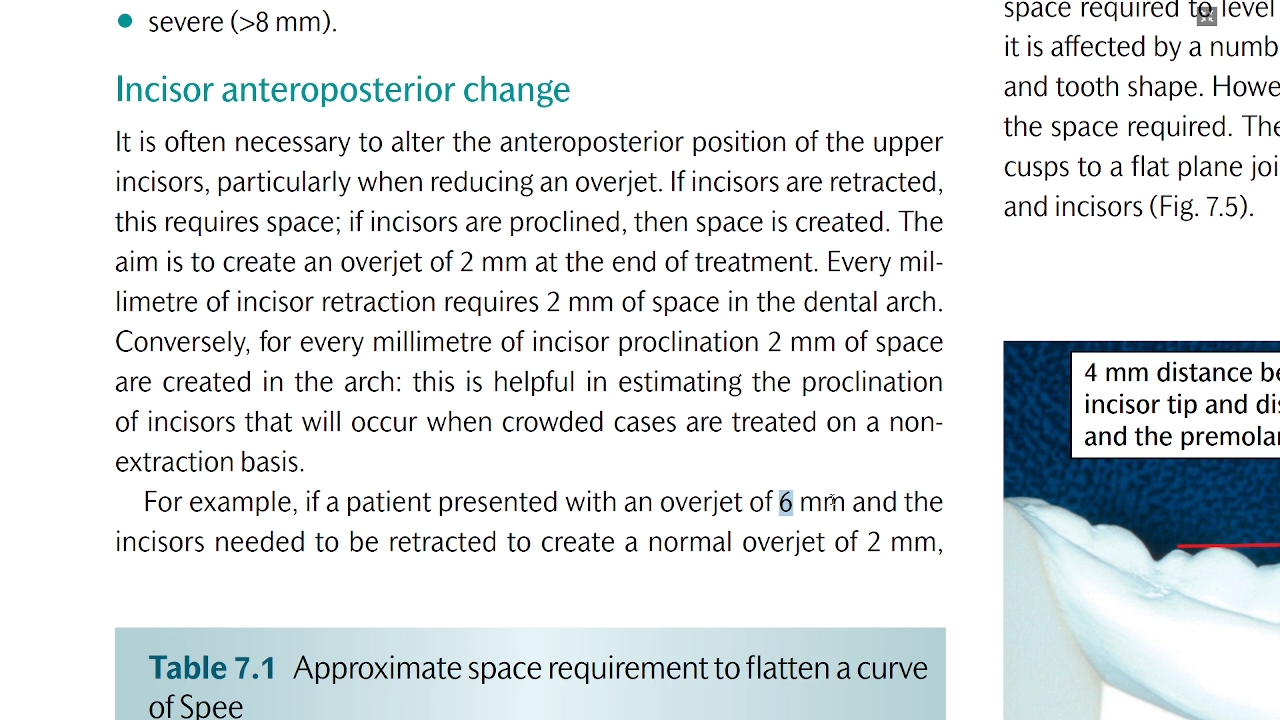 severe (>8 mm).
Incisor anteroposterior change
It is often necessary to alter the anteroposterior position of the upper
incisors, particularly when reducing an overjet. If incisors are retracted,
this requires space; if incisors are proclined, then space is created. The
aim is to create an overjet of 2 mm at the end of treatment. Every mil-
limetre of incisor retraction requires 2 mm of space in the dental arch.
Conversely, for every millimetre of incisor proclination 2 mm of space
are created in the arch: this is helpful in estimating the proclination
of incisors that will occur when crowded cases are treated on a non-
extraction basis.
For example, if a patient presented with an overjet of 6 mm and the
incisors needed to be retracted to create a normal overjet of 2 mm,
Table 7.1 Approximate space requirement to flatten a curve
of Spee
space required to level
it is affected by a numb
and tooth shape. Howe
the space required. The
cusps to a flat plane joi
and incisors (Fig. 7.5).
4 mm distance be
incisor tip and dis
and the premolar